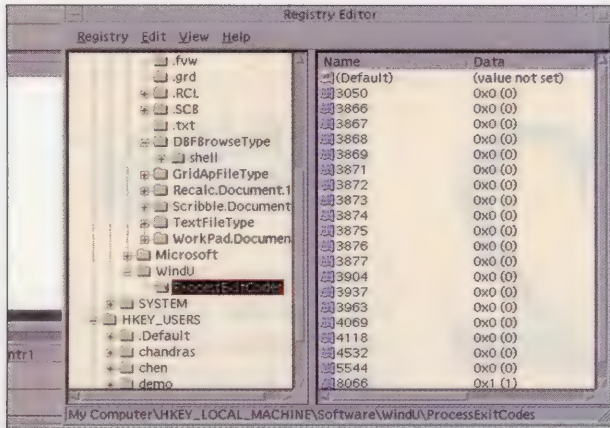 Registry Editor
Registry Edit View Help
.fvw
.grd
.RCL
.SCB
.txt
DBFBrowseType
shell
GridApFileType
Recalc.Document.1
Scribble.Document
TextFileType
WorkPad.Documen
Microsoft
WindU
ProcessExitCodes
SYSTEM
HKEY_USERS
.Default
chandras
chen
demo
Name Data
(Default) (value not set)
3050 0x0 (0)
3866 0x0 (0)
3867 0x0 (0)
3868 0x0 (0)
3869 0x0 (0)
3871 0x0 (0)
3872 0x0 (0)
3873 0x0 (0)
3874 0x0 (0)
3875 0x0 (0)
3876 0x0 (0)
3877 0x0 (0)
3904 0x0 (0)
3937 0x0 (0)
3963 0x0 (0)
4069 0x0 (0)
4118 0x0 (0)
4532 0x0 (0)
5544 0x0 (0)
8066 0x1 (1)
ntr1
My Computer\HKEY_LOCAL_MACHINE\Software\WindU\ProcessExitCodes